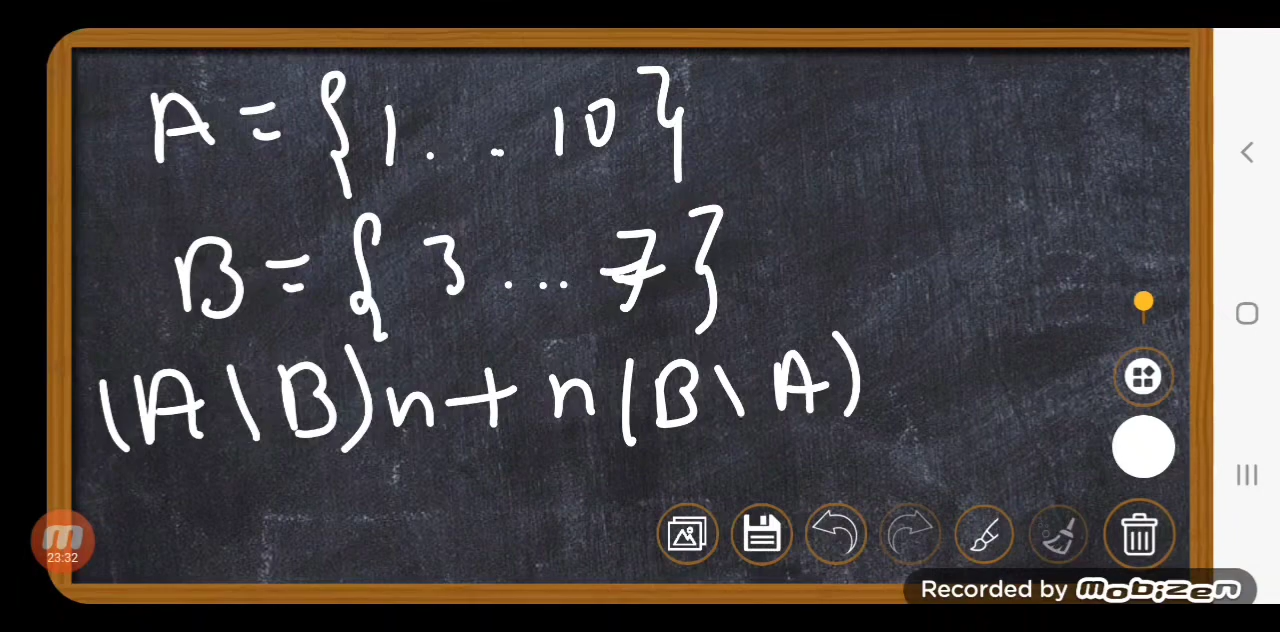 A = { 1 . .. 10 }
B = { 3 ... 7 }
(A \ B)n + n (B \ A)
23:32
Recorded by mobizen